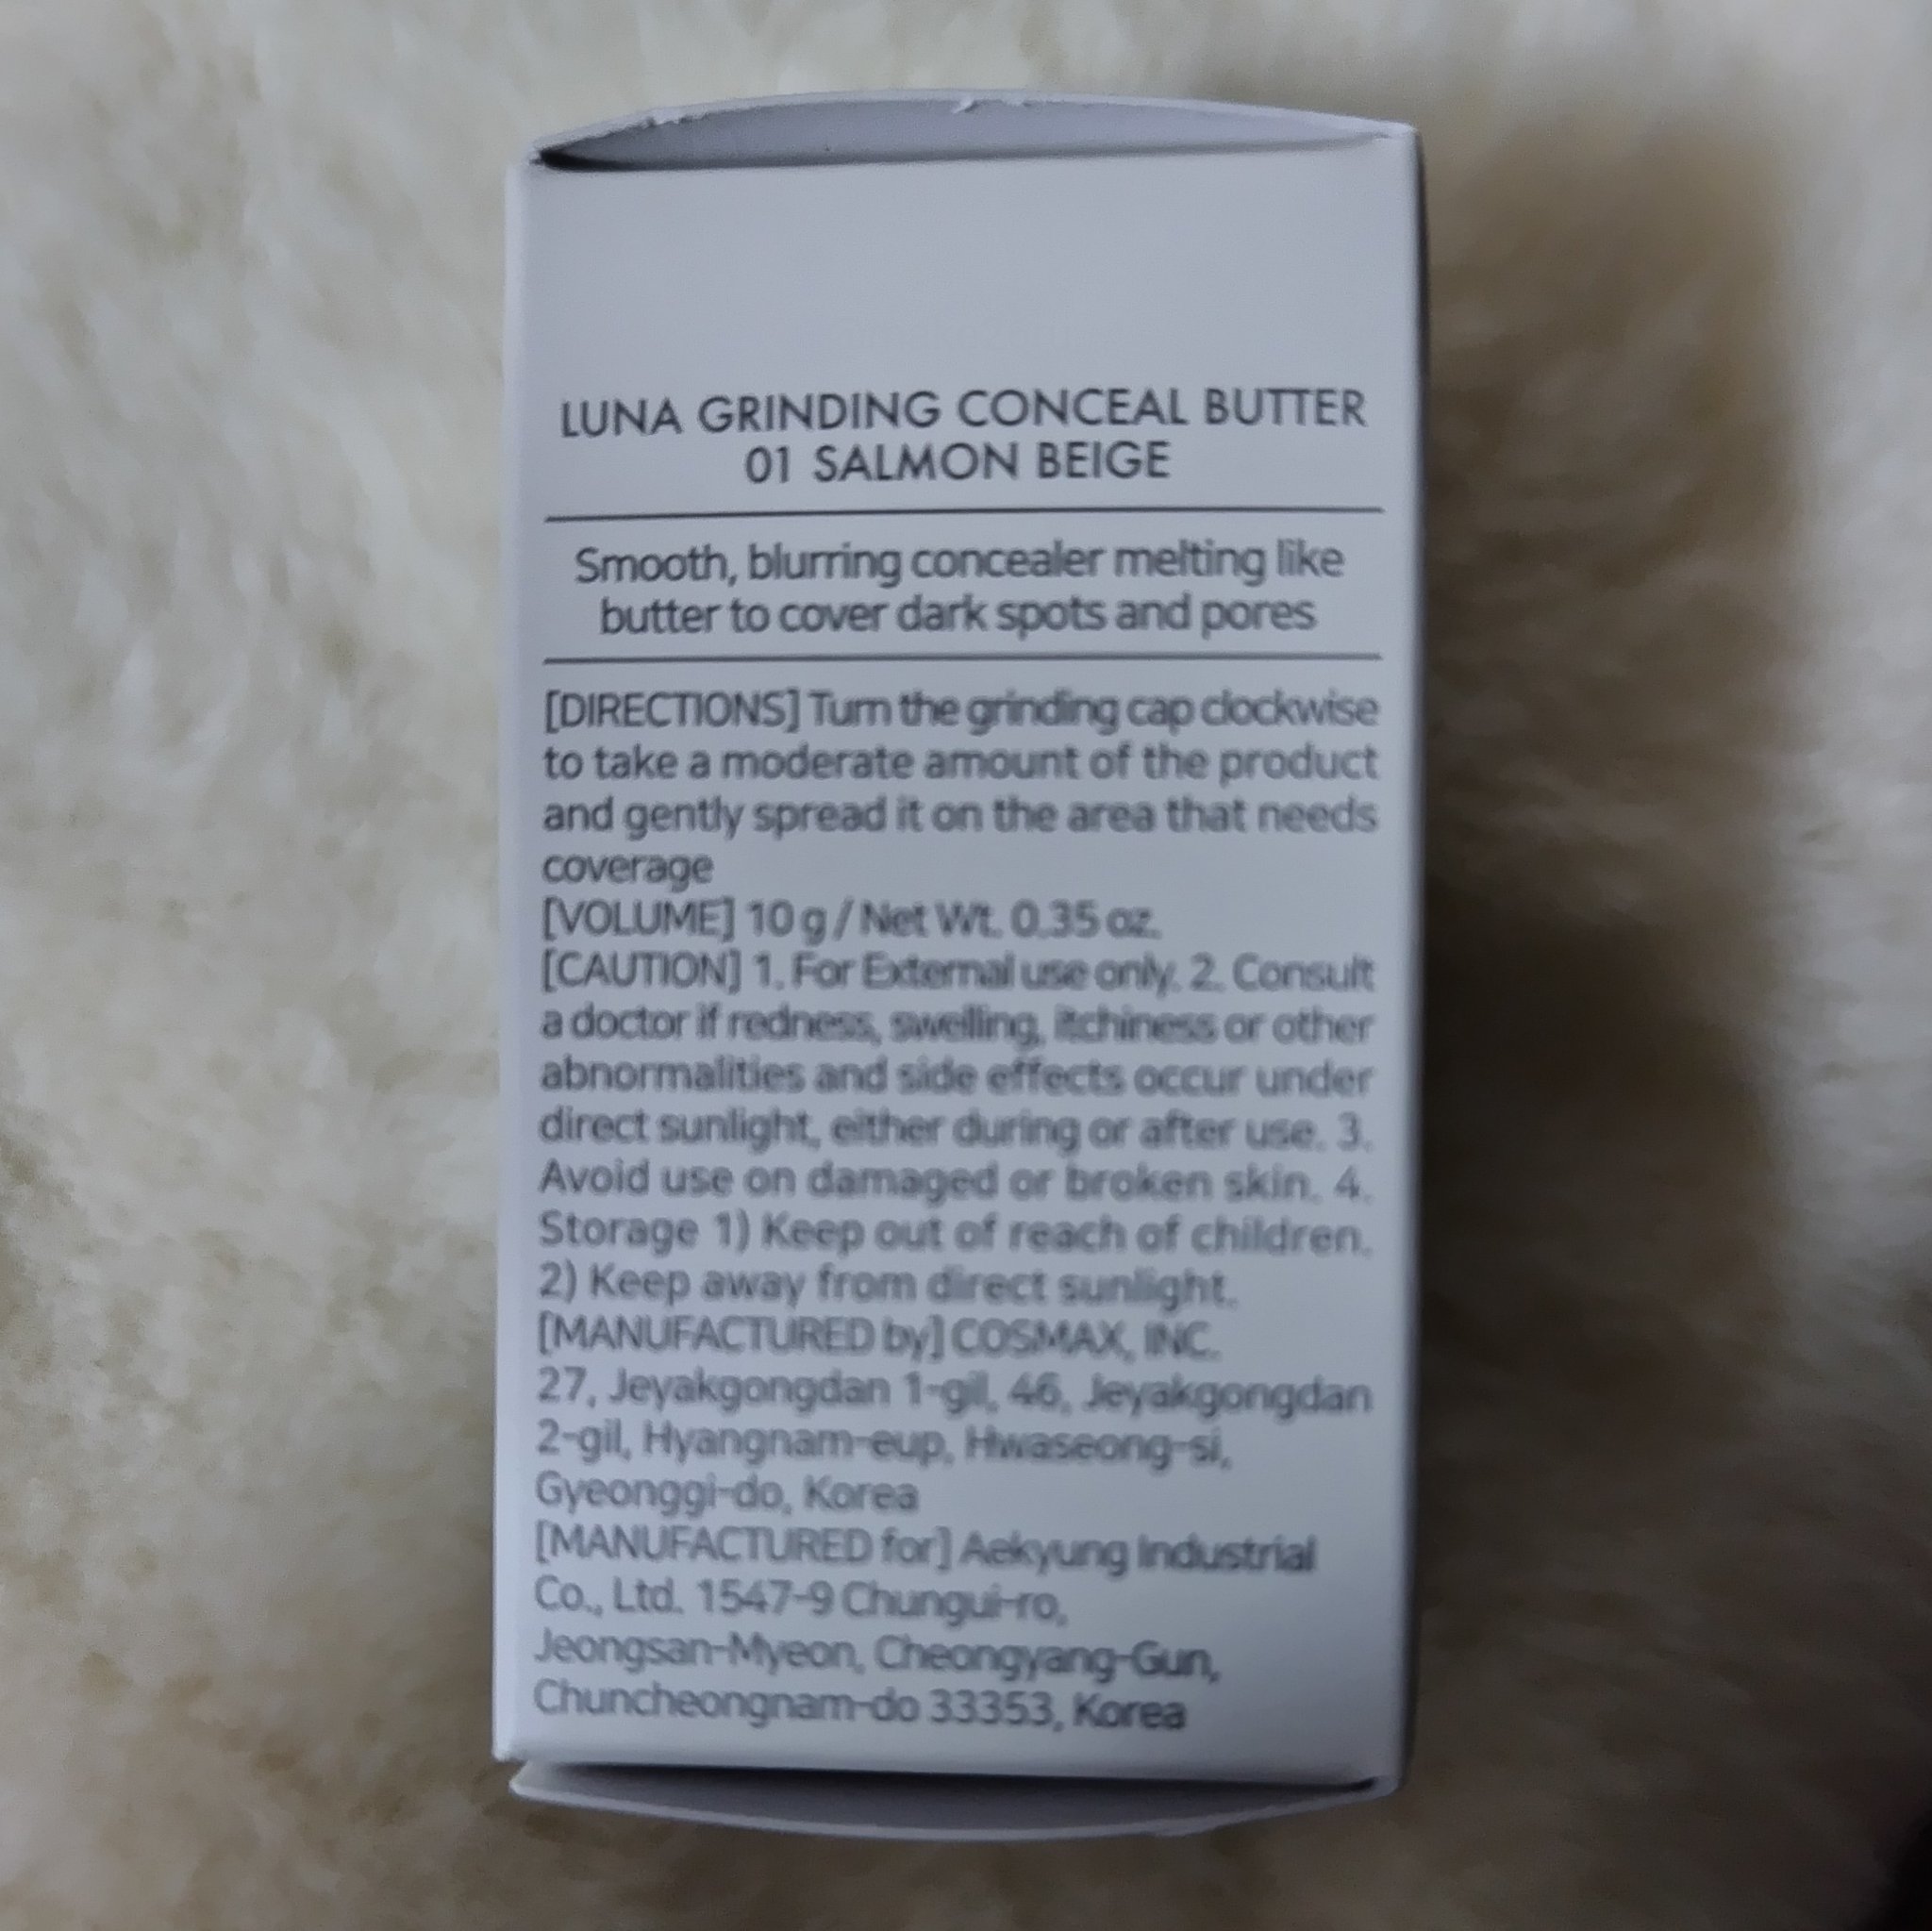 LUNA GRINDING CONCEAL BUTTER
01 SALMON BEIGE
Smooth, blurring concealer melting like
butter to cover dark spots and pores
[DIRECTIONS] Turn the grinding cap clockwise
to take a moderate amount of the product
and gently spread it on the area that needs
coverage
[VOLUME] 10 g / Net Wt. 0.35 oz.
[CAUTION] 1. For External use only. 2. Consult
a doctor if redness, swelling, itchiness or other
abnormalities and side effects occur under
direct sunlight, either during or after use. 3.
Avoid use on damaged or broken skin. 4.
Storage 1) Keep out of reach of children.
2) Keep away from direct sunlight.
[MANUFACTURED by] COSMAX, INC.
27, Jeyakgongdan 1-gil, 46, Jeyakgongdan
2-gil, Hyangnam-eup, Hwaseong-si,
Gyeonggi-do, Korea
[MANUFACTURED for] Aekyung Industrial
Co., Ltd. 1547-9 Chungui-ro,
Jeongsan-Myeon, Cheongyang-Gun,
Chuncheongnam-do 33353, Korea